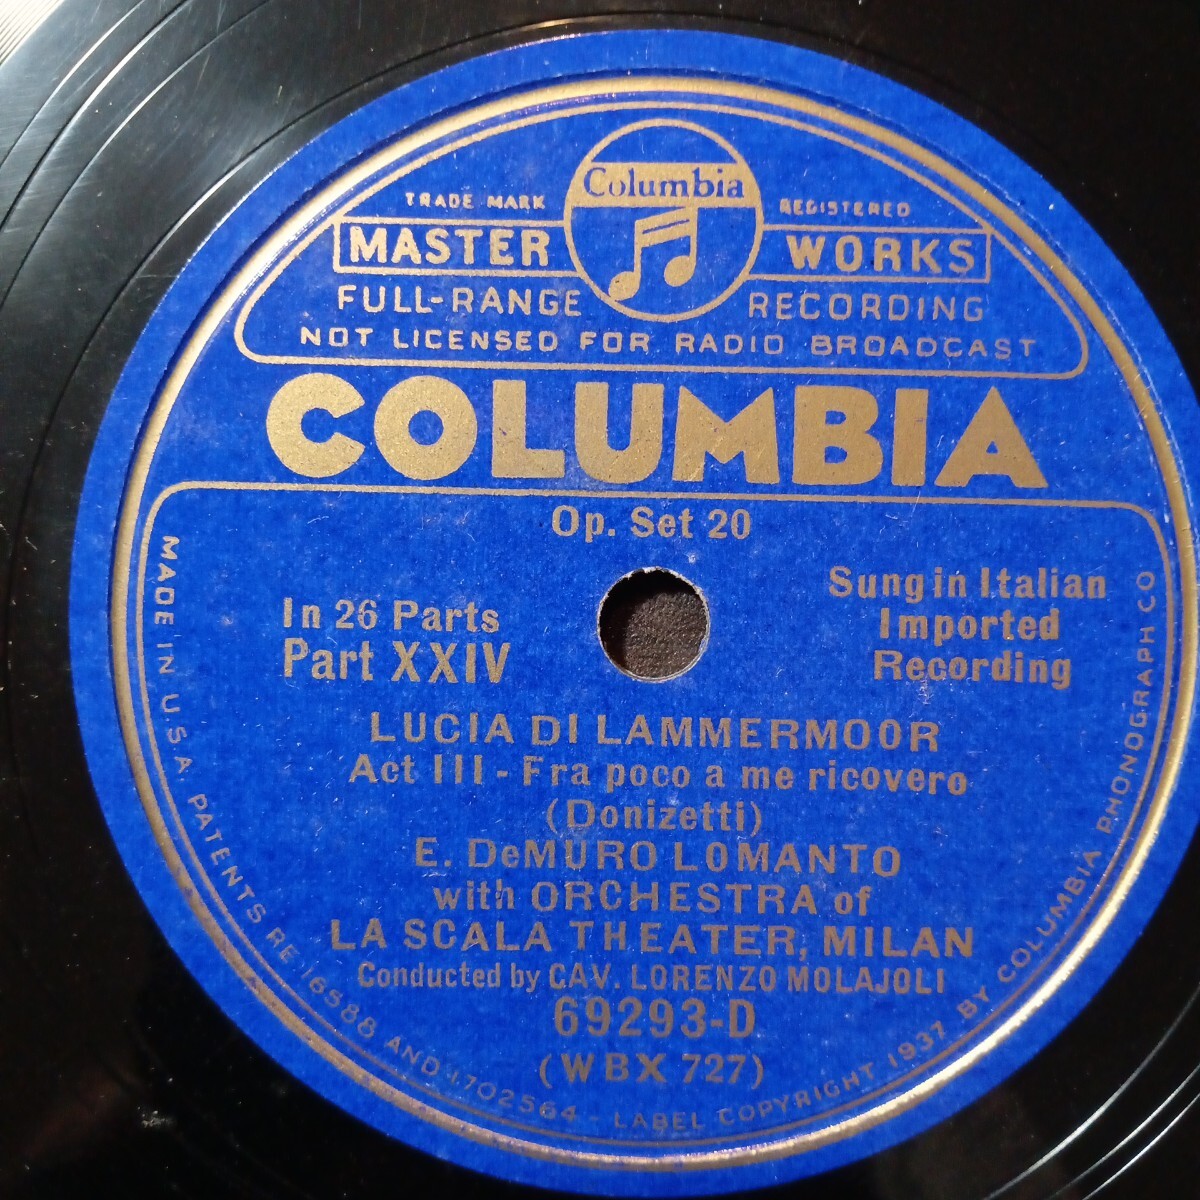 Columbia
TRADE MARK REGISTERED
MASTER WORKS
FULL-RANGE RECORDING
NOT LICENSED FOR RADIO BROADCAST
COLUMBIA
Op. Set 20
In 26 Parts
Part XXIV
Sung in Italian
Imported
Recording
LUCIA DI LAMMERMOOR
Act III - Fra poco a me ricovero
(Donizetti)
E. DeMURO LOMANTO
with ORCHESTRA of
LA SCALA THEATER, MILAN
Conducted by CAV. LORENZO MOLAJOLI
69293-D
(WBX 727)
MADE IN U.S.A. PATENTS RE 16588 AND 1702564 - LABEL COPYRIGHT 1937 BY COLUMBIA PHONOGRAPH CO